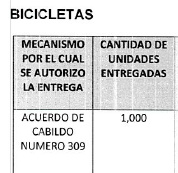 BICICLETAS
MECANISMO
POR EL CUAL
SE AUTORIZO
LA ENTREGA
CANTIDAD DE
UNIDADES
ENTREGADAS
ACUERDO DE
CABILDO
NUMERO 309
1,000